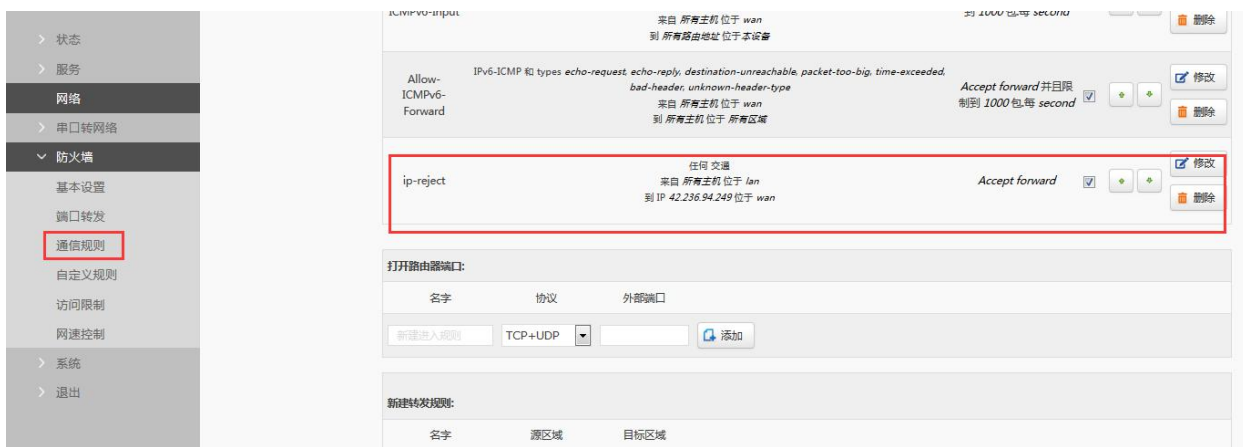 状态
服务
网络
串口转网络
防火墙
基本设置
端口转发
通信规则
自定义规则
访问限制
网速控制
系统
退出
ICMPv6-Input
来自 所有主机 位于 wan
到 所有路由地址 位于 本设备
到 1000 包.每 second
删除
Allow-
ICMPv6-
Forward
IPv6-ICMP 和 types echo-request, echo-reply, destination-unreachable, packet-too-big, time-exceeded,
bad-header, unknown-header-type
来自 所有主机 位于 wan
到 所有主机 位于 所有区域
Accept forward 并且限
制到 1000 包.每 second
修改
删除
ip-reject
任何 交通
来自 所有主机 位于 lan
到 IP 42.236.94.249 位于 wan
Accept forward
修改
删除
打开路由器端口:
名字 协议 外部端口
新建进入规则 TCP+UDP 添加
新建转发规则:
名字 源区域 目标区域